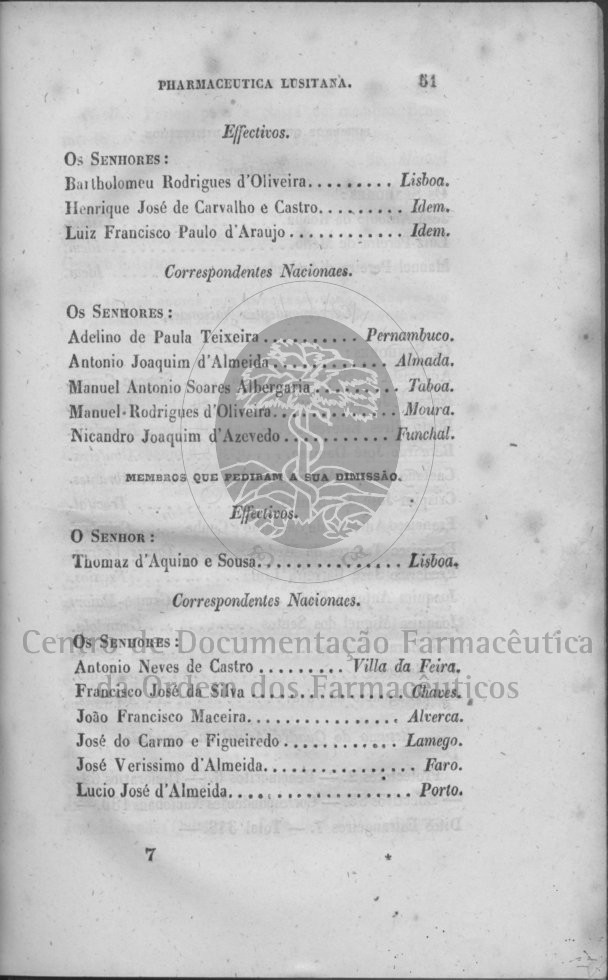 PHARMACEUTICA LUSITANA. 51
Effectivos.
OS SENHORES:
Bartholomeu Rodrigues d'Oliveira......... Lisboa.
Henrique José de Carvalho e Castro......... Idem.
Luiz Francisco Paulo d'Araujo............ Idem.
Correspondentes Nacionaes.
OS SENHORES:
Adelino de Paula Teixeira.......... Pernambuco.
Antonio Joaquim d'Almeida............ Almada.
Manuel Antonio Soares Albergaria......... Taboa.
Manuel Rodrigues d'Oliveira............. Moura.
Nicandro Joaquim d'Azevedo........... Funchal.
MEMBROS QUE PEDIRAM A SUA DIMISSÃO.
Effectivos.
O SENHOR:
Thomaz d'Aquino e Sousa.............. Lisboa.
Correspondentes Nacionaes.
Centro de Documentação Farmacêutica
OS SENHORES:
Antonio Neves de Castro......... Villa da Feira.
da Ordem dos Farmacêuticos
Francisco José da Silva............... Chaves.
João Francisco Maceira............... Alverca.
José do Carmo e Figueiredo........... Lamego.
José Verissimo d'Almeida............... Faro.
Lucio José d'Almeida.................. Porto.
7 *